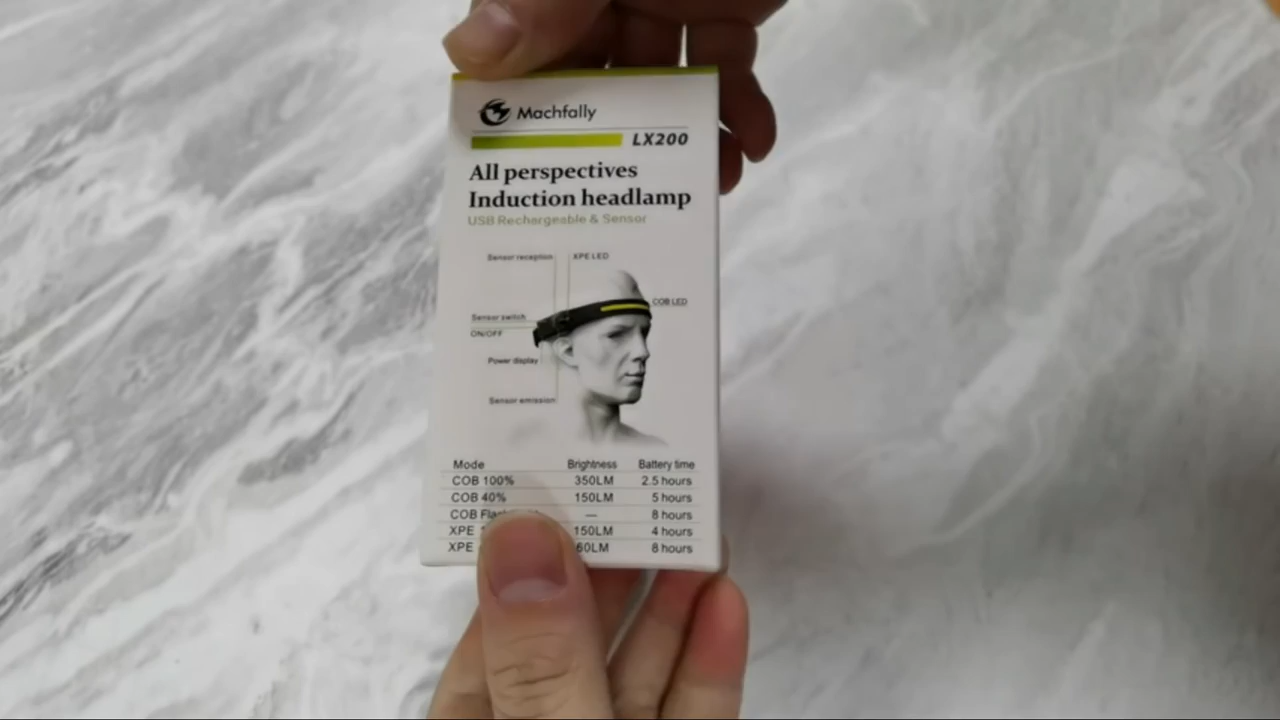 Machfally
LX200
All perspectives
Induction headlamp
USB Rechargeable & Sensor
Sensor reception
XPE LED
COB LED
Sensor switch
ON/OFF
Power display
Sensor emission
Mode Brightness Battery time
COB 100% 350LM 2.5 hours
COB 40% 150LM 5 hours
COB — 8 hours
XPE 150LM 4 hours
XPE 60LM 8 hours